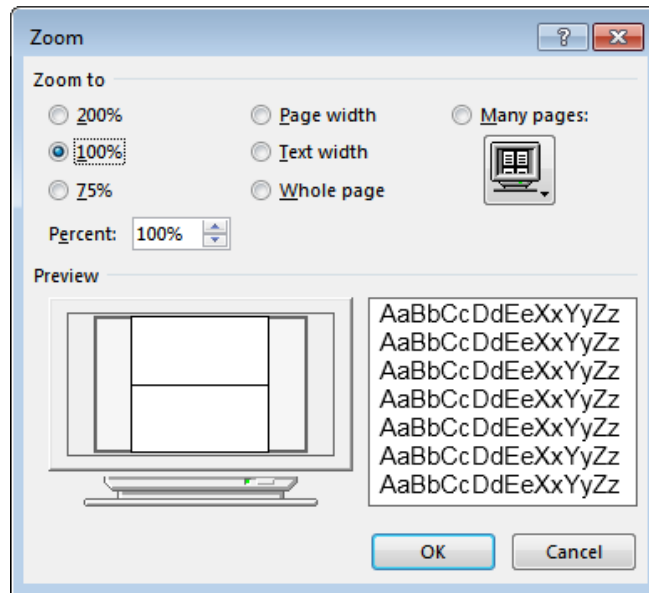 Zoom
Zoom to
200%
Page width
Many pages:
100%
Text width
75%
Whole page
Percent: 100%
Preview
AaBbCcDdEeXxYyZz
AaBbCcDdEeXxYyZz
AaBbCcDdEeXxYyZz
AaBbCcDdEeXxYyZz
AaBbCcDdEeXxYyZz
AaBbCcDdEeXxYyZz
AaBbCcDdEeXxYyZz
OK
Cancel